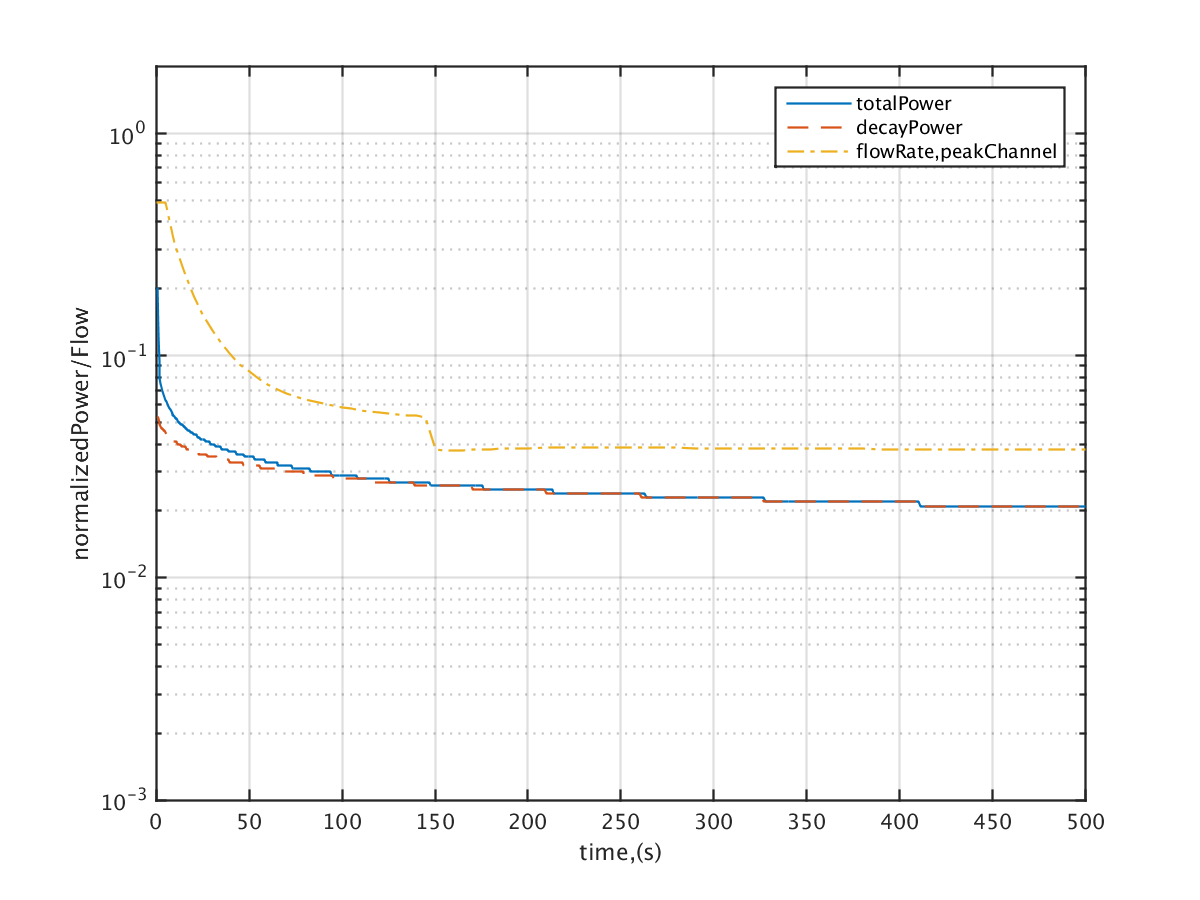 totalPower
decayPower
flowRate,peakChannel
normalizedPower/Flow
10^0
10^-1
10^-2
10^-3
0 50 100 150 200 250 300 350 400 450 500
time,(s)